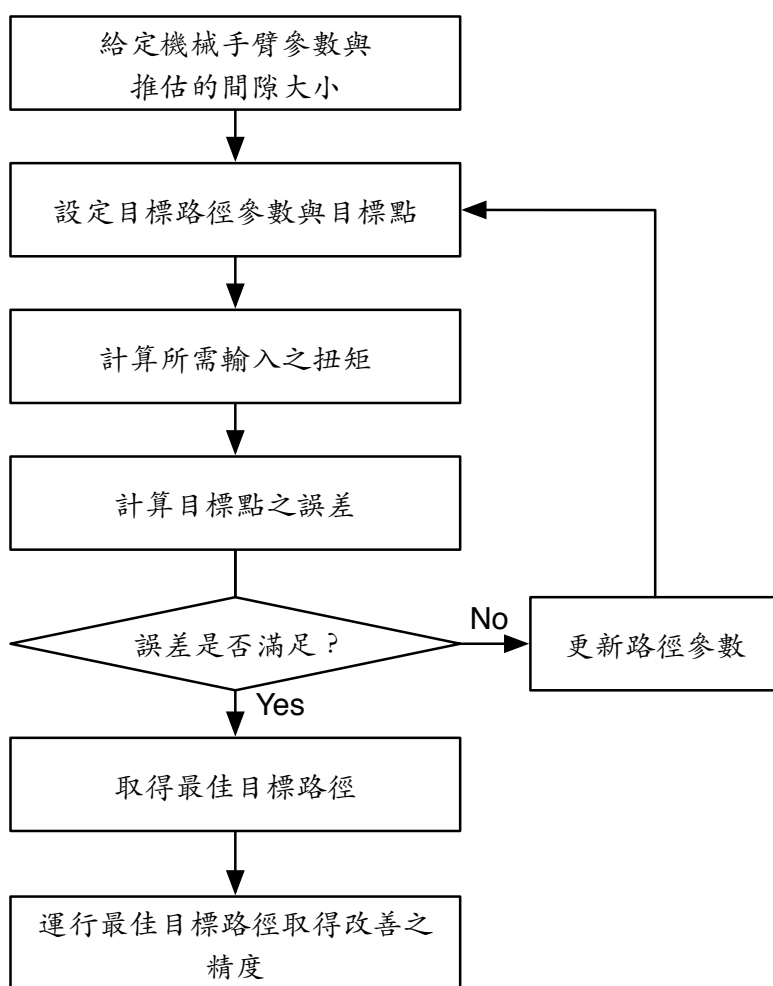 給定機械手臂參數與
推估的間隙大小
設定目標路徑參數與目標點
計算所需輸入之扭矩
計算目標點之誤差
誤差是否滿足？
No
更新路徑參數
Yes
取得最佳目標路徑
運行最佳目標路徑取得改善之
精度